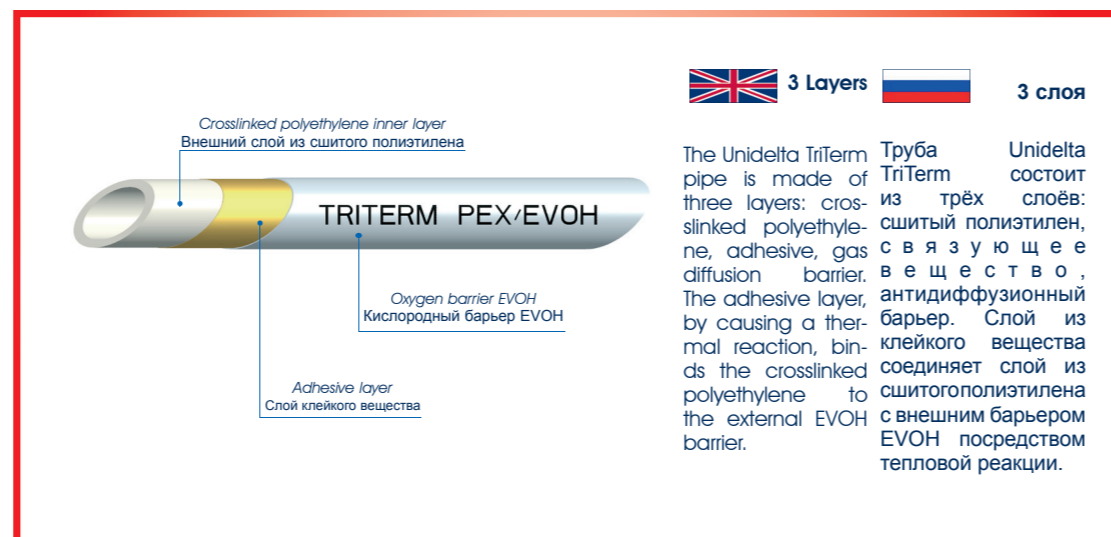 Crosslinked polyethylene inner layer
Внешний слой из сшитого полиэтилена
TRITERM PEX/EVOH
Oxygen barrier EVOH
Кислородный барьер EVOH
Adhesive layer
Слой клейкого вещества
3 Layers
The Unidelta TriTerm
pipe is made of
three layers: cros-
slinked polyethyle-
ne, adhesive, gas
diffusion barrier.
The adhesive layer,
by causing a ther-
mal reaction, bin-
ds the crosslinked
polyethylene to
the external EVOH
barrier.
3 слоя
Труба Unidelta
TriTerm состоит
из трёх слоёв:
сшитый полиэтилен,
связующее
вещество,
антидиффузионный
барьер. Слой из
клейкого вещества
соединяет слой из
сшитогополиэтилена
с внешним барьером
EVOH посредством
тепловой реакции.